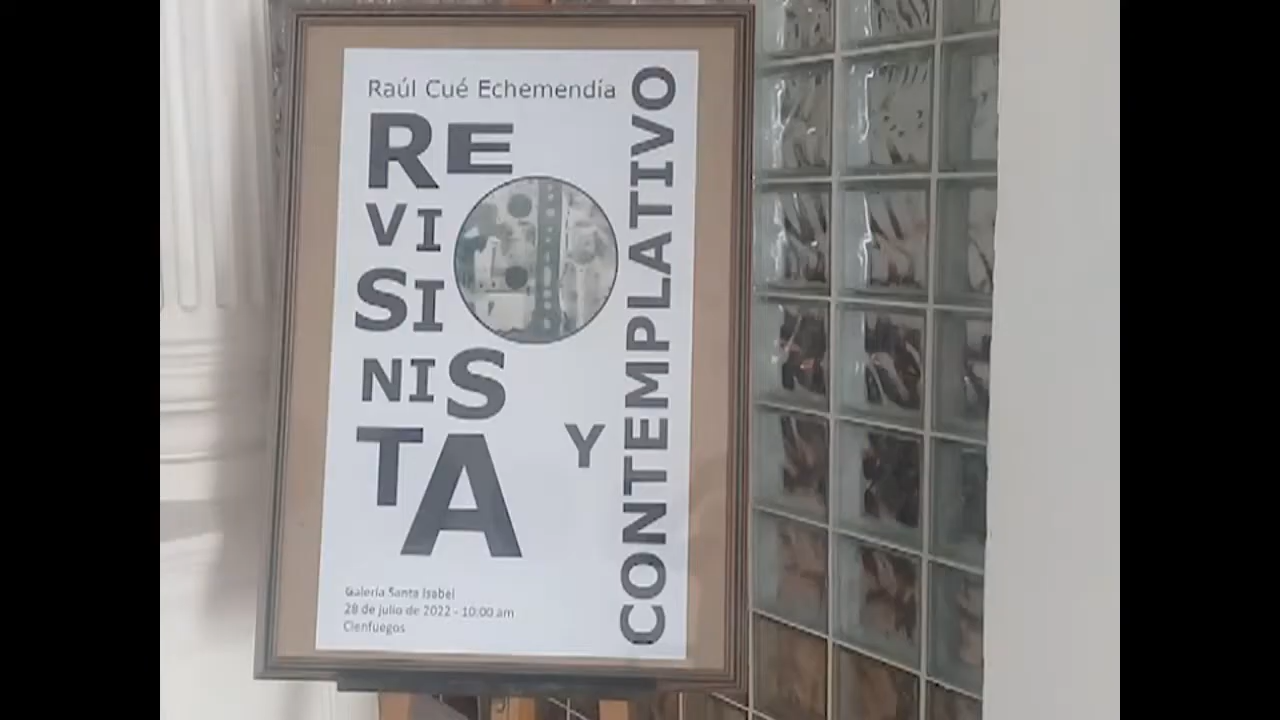 Raúl Cué Echemendía
RE
VI
SI
NIS
TA
Y
CONTEMPLATIVO
Galería Santa Isabel
28 de julio de 2022 - 10:00 am
Cienfuegos